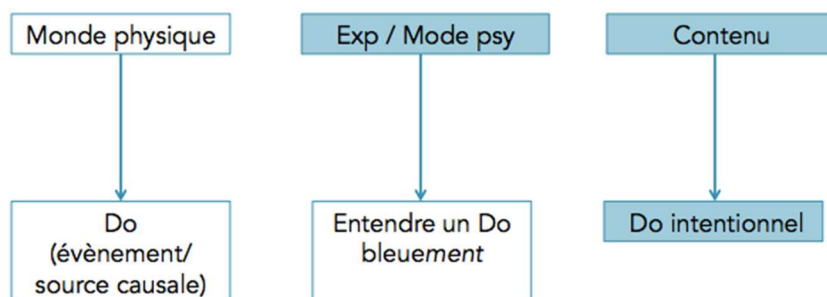 Monde physique
Exp / Mode psy
Contenu
Do
(évènement/
source causale)
Entendre un Do
bleuement
Do intentionnel